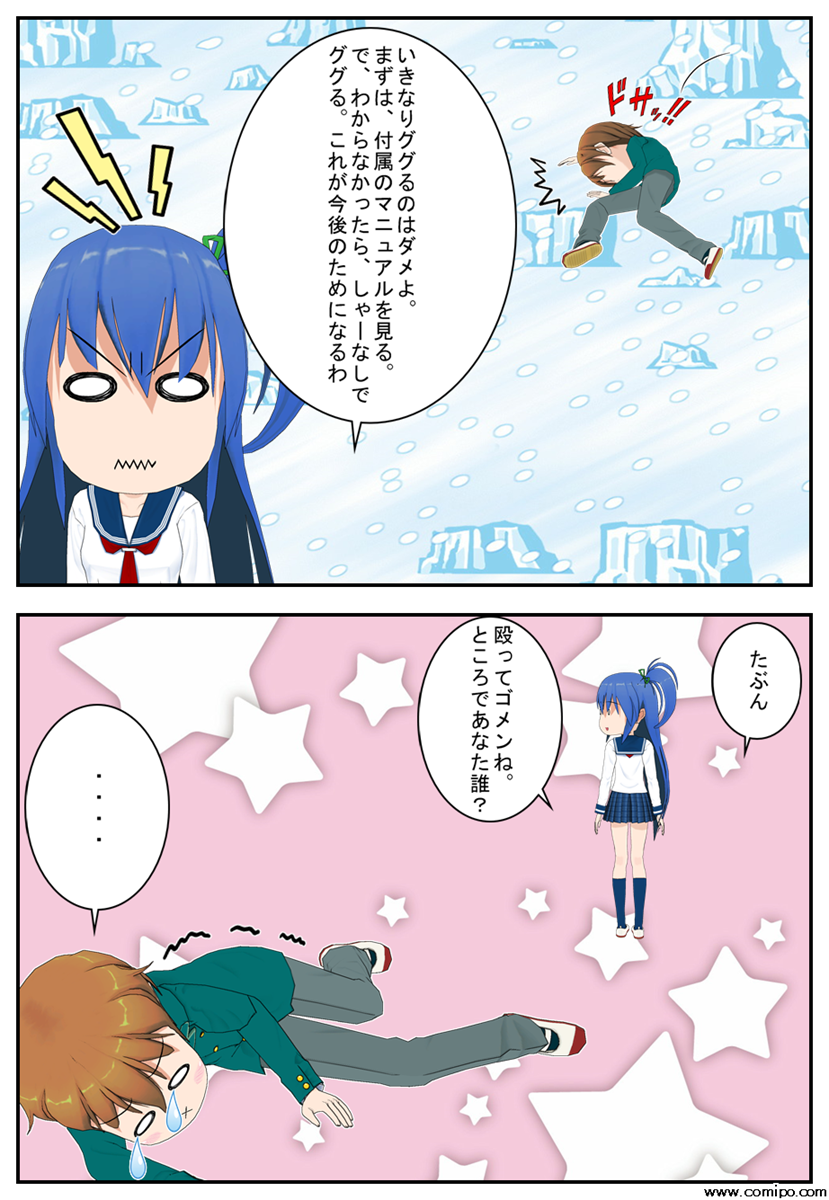 ドサッ!!
いきなりググるのはダメよ。
まずは、付属のマニュアルを見る。
で、わからなかったら、しゃーなしで
ググる。これが今後のためになるわ
たぶん
殴ってゴメンね。
ところであなた誰？
・・・・
www.comipo.com